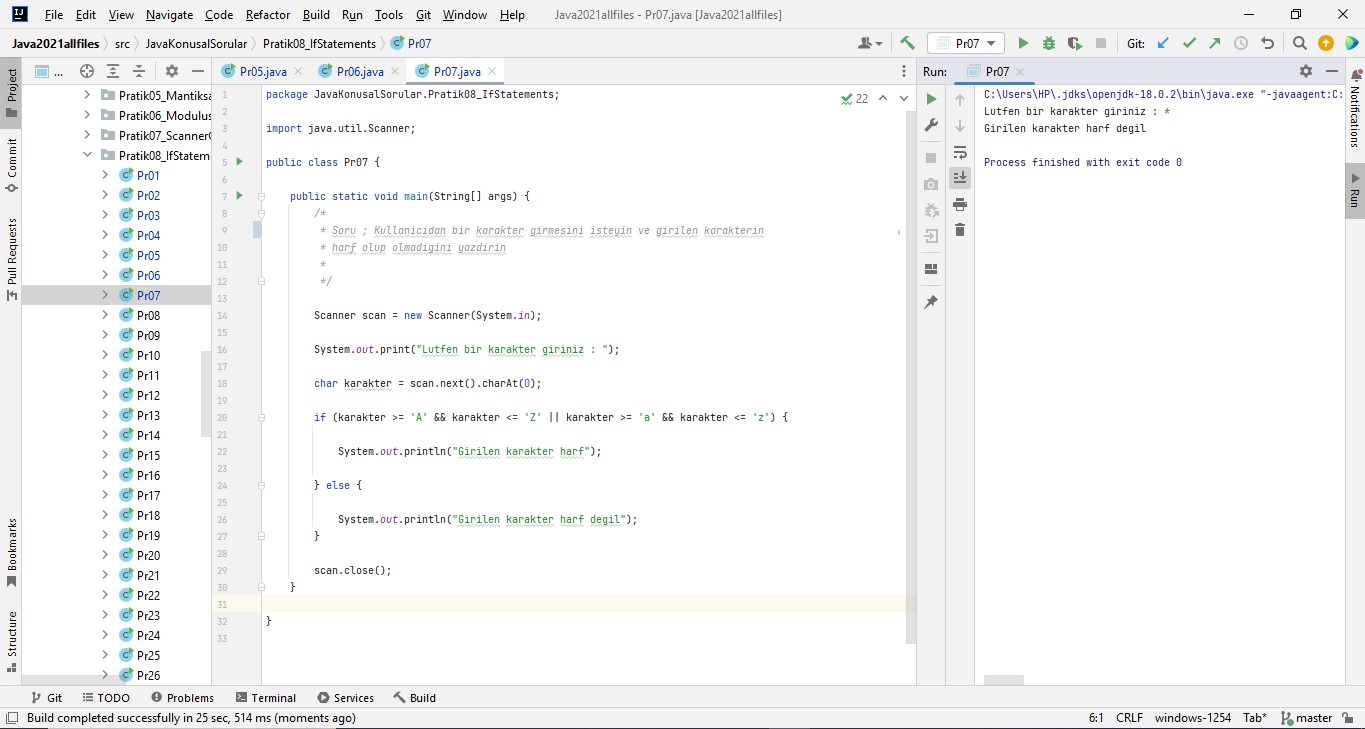 File Edit View Navigate Code Refactor Build Run Tools Git Window Help Java2021allfiles - Pr07.java [Java2021allfiles]
Java2021allfiles src JavaKonusalSorular Pratik08_IfStatements Pr07 Pr07 Git:
... Pr05.java Pr06.java Pr07.java Run: Pr07
Project
Commit
Pull Requests
Bookmarks
Structure
Pratik05_Mantiksa
Pratik06_Modulus
Pratik07_Scanner
Pratik08_IfStatem
Pr01
Pr02
Pr03
Pr04
Pr05
Pr06
Pr07
Pr08
Pr09
Pr10
Pr11
Pr12
Pr13
Pr14
Pr15
Pr16
Pr17
Pr18
Pr19
Pr20
Pr21
Pr22
Pr23
Pr24
Pr25
Pr26
22
1 package JavaKonusalSorular.Pratik08_IfStatements;
2
3 import java.util.Scanner;
4
5 public class Pr07 {
6
7 public static void main(String[] args) {
8 /*
9 * Soru ; Kullanicidan bir karakter girmesini isteyin ve girilen karakterin
10 * harf olup olmadigini yazdirin
11 *
12 */
13
14 Scanner scan = new Scanner(System.in);
15
16 System.out.print("Lutfen bir karakter giriniz : ");
17
18 char karakter = scan.next().charAt(0);
19
20 if (karakter >= 'A' && karakter <= 'Z' || karakter >= 'a' && karakter <= 'z') {
21
22 System.out.println("Girilen karakter harf");
23
24 } else {
25
26 System.out.println("Girilen karakter harf degil");
27 }
28
29 scan.close();
30 }
31
32 }
33
C:\Users\HP\.jdks\openjdk-18.0.2\bin\java.exe "-javaagent:C:
Lutfen bir karakter giriniz : *
Girilen karakter harf degil
Process finished with exit code 0
Notifications
Run
Git TODO Problems Terminal Services Build
Build completed successfully in 25 sec, 514 ms (moments ago) 6:1 CRLF windows-1254 Tab* master